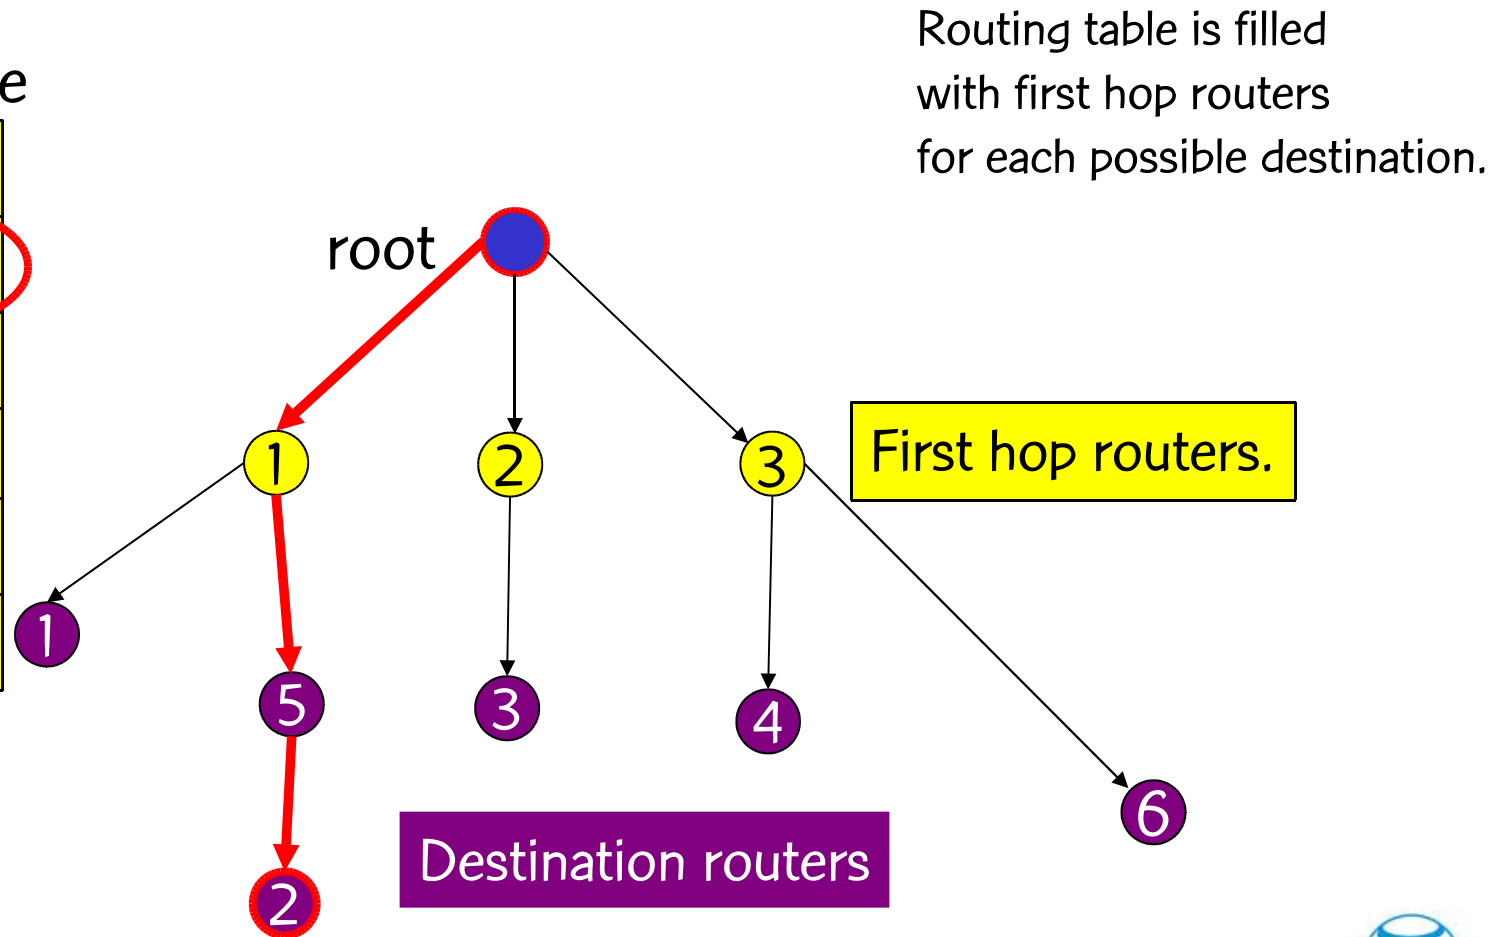 Routing table is filled
with first hop routers
for each possible destination.
e
root
1
2
3
First hop routers.
1
5
3
4
6
Destination routers
2